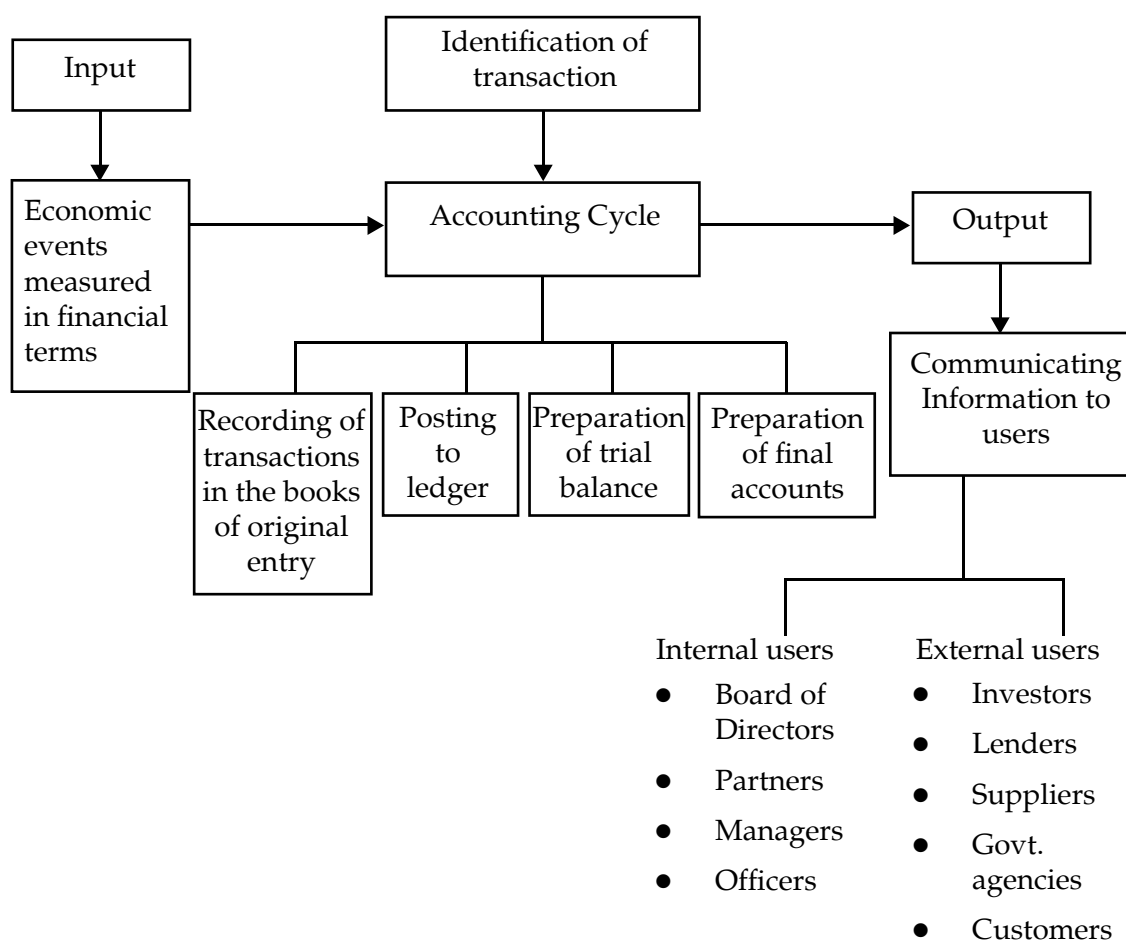 Input
Identification of
transaction
Economic
events
measured
in financial
terms
Accounting Cycle
Output
Recording of
transactions
in the books
of original
entry
Posting
to
ledger
Preparation
of trial
balance
Preparation
of final
accounts
Communicating
Information to
users
Internal users
● Board of
Directors
● Partners
● Managers
● Officers
External users
● Investors
● Lenders
● Suppliers
● Govt.
agencies
● Customers